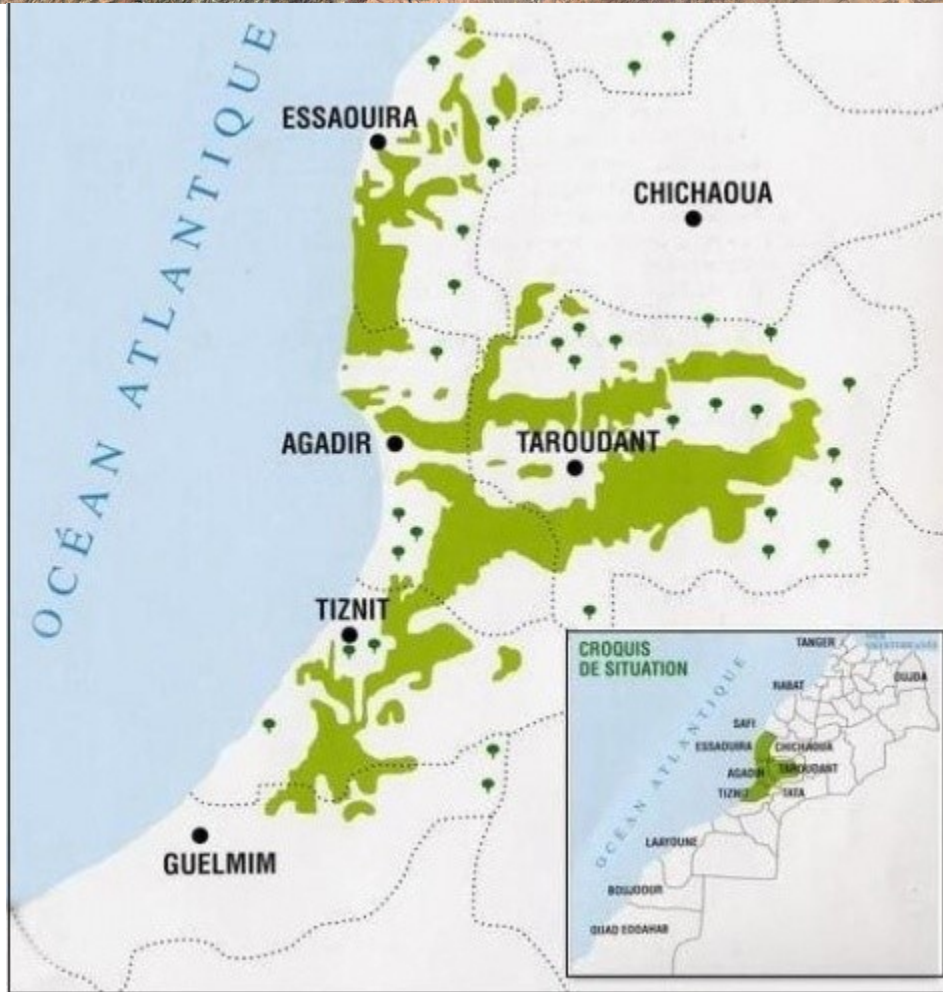 OCÉAN ATLANTIQUE
ESSAOUIRA
CHICHAOUA
AGADIR
TAROUDANT
TIZNIT
GUELMIM
CROQUIS
DE SITUATION
TANGER
OUJDA
RABAT
SAFI
ESSAOUIRA
CHICHAOUA
AGADIR
TAROUDANT
TIZNIT
TATA
OCÉAN ATLANTIQUE
LAAYOUNE
BOUJDOUR
OUAD EDDAHAB